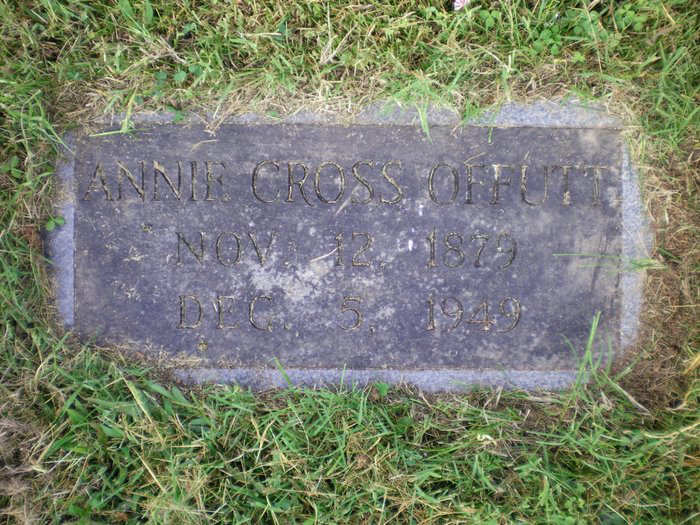 ANNIE CROSS OFFUTT
NOV. 12, 1879
DEC. 5, 1949